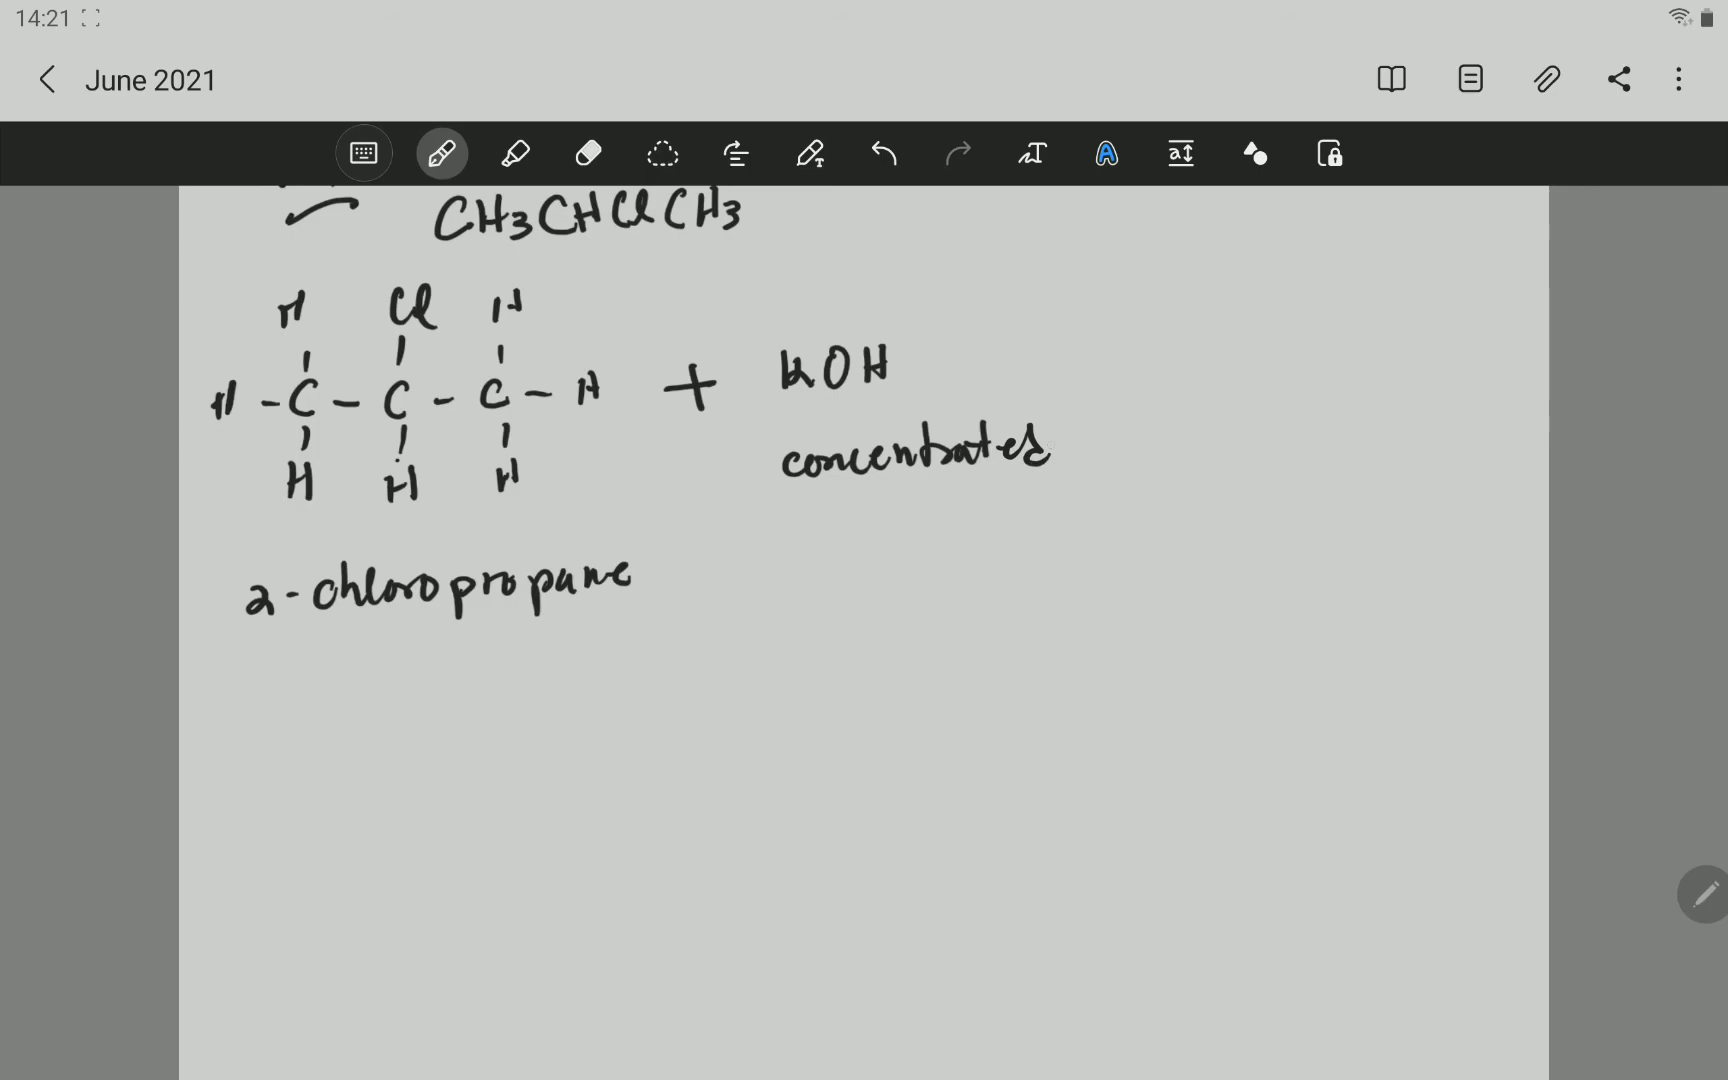 14:21
June 2021
CH3CHClCH3
H Cl H
H - C - C - C - H + KOH
H H H
concentrated
2-chloropropane